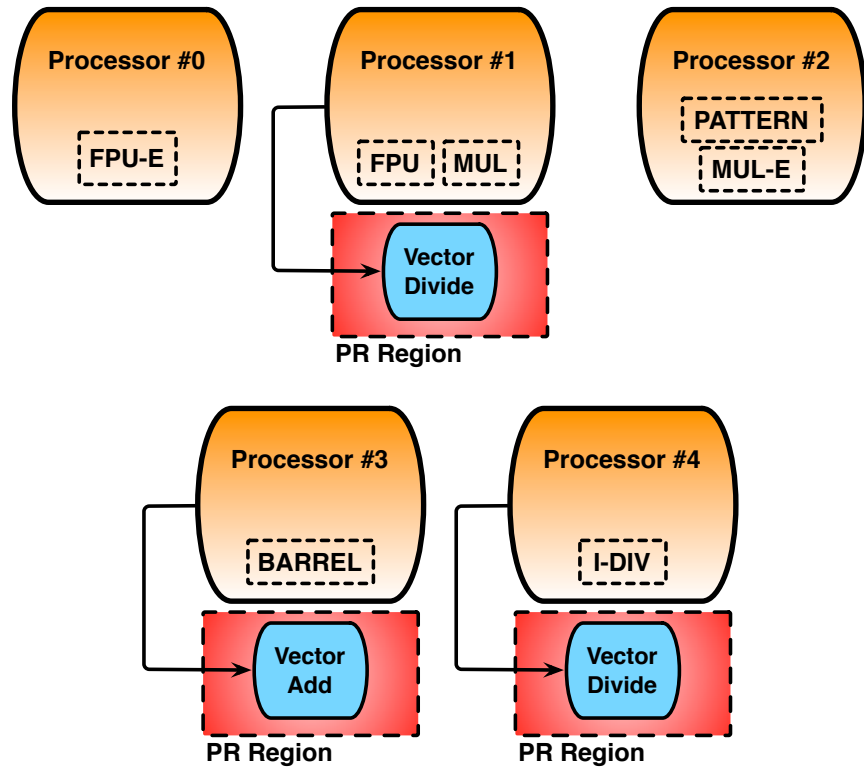 Processor #0
FPU-E
Processor #1
FPU
MUL
Vector
Divide
PR Region
Processor #2
PATTERN
MUL-E
Processor #3
BARREL
Vector
Add
PR Region
Processor #4
I-DIV
Vector
Divide
PR Region